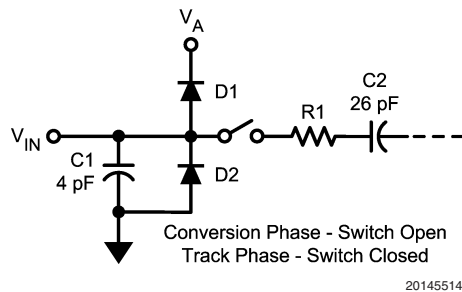 VA
D1
C2
26 pF
R1
VIN
C1
4 pF
D2
Conversion Phase - Switch Open
Track Phase - Switch Closed
20145514